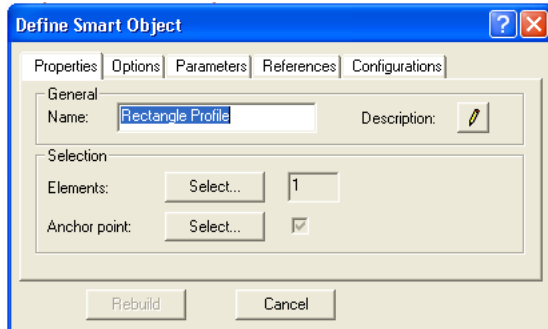 Define Smart Object
Properties Options Parameters References Configurations
General
Name: Rectangle Profile Description:
Selection
Elements: Select... 1
Anchor point: Select...
Rebuild Cancel